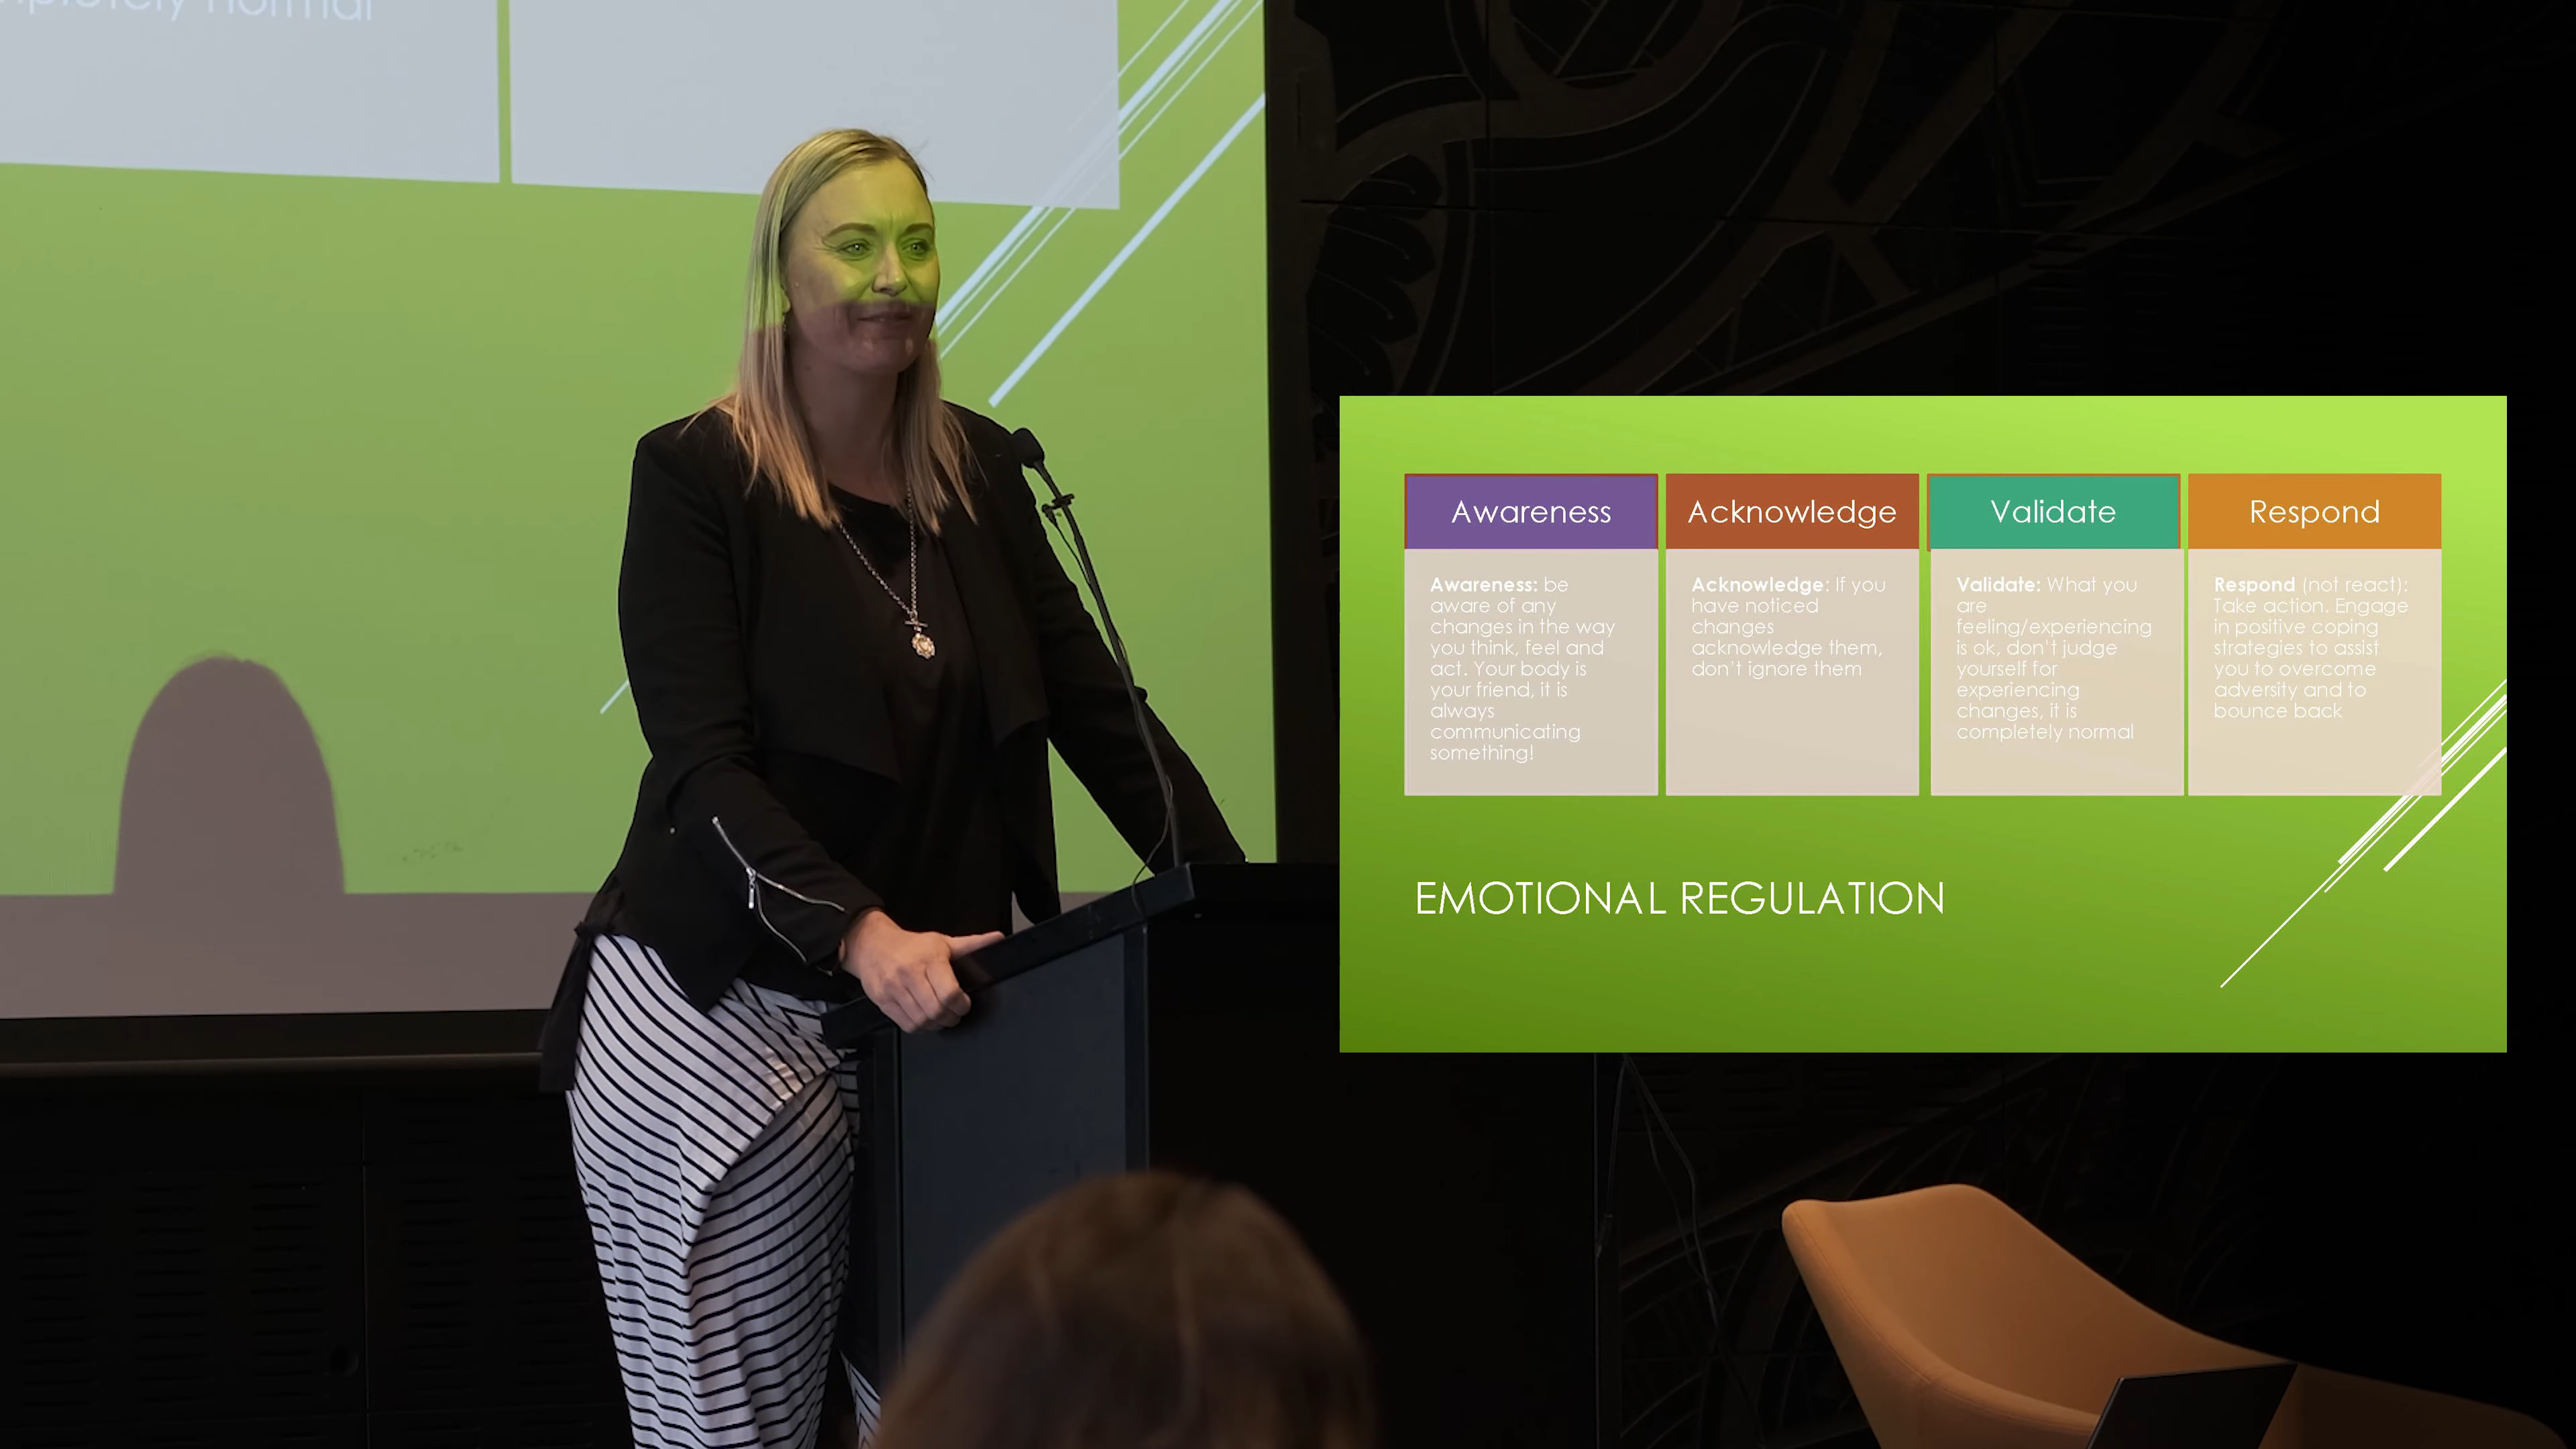 completely normal
Awareness
Acknowledge
Validate
Respond
Awareness: be
aware of any
changes in the way
you think, feel and
act. Your body is
your friend, it is
always
communicating
something!
Acknowledge: If you
have noticed
changes
acknowledge them,
don't ignore them
Validate: What you
are
feeling/experiencing
is ok, don't judge
yourself for
experiencing
changes, it is
completely normal
Respond (not react):
Take action. Engage
in positive coping
strategies to assist
you to overcome
adversity and to
bounce back
EMOTIONAL REGULATION